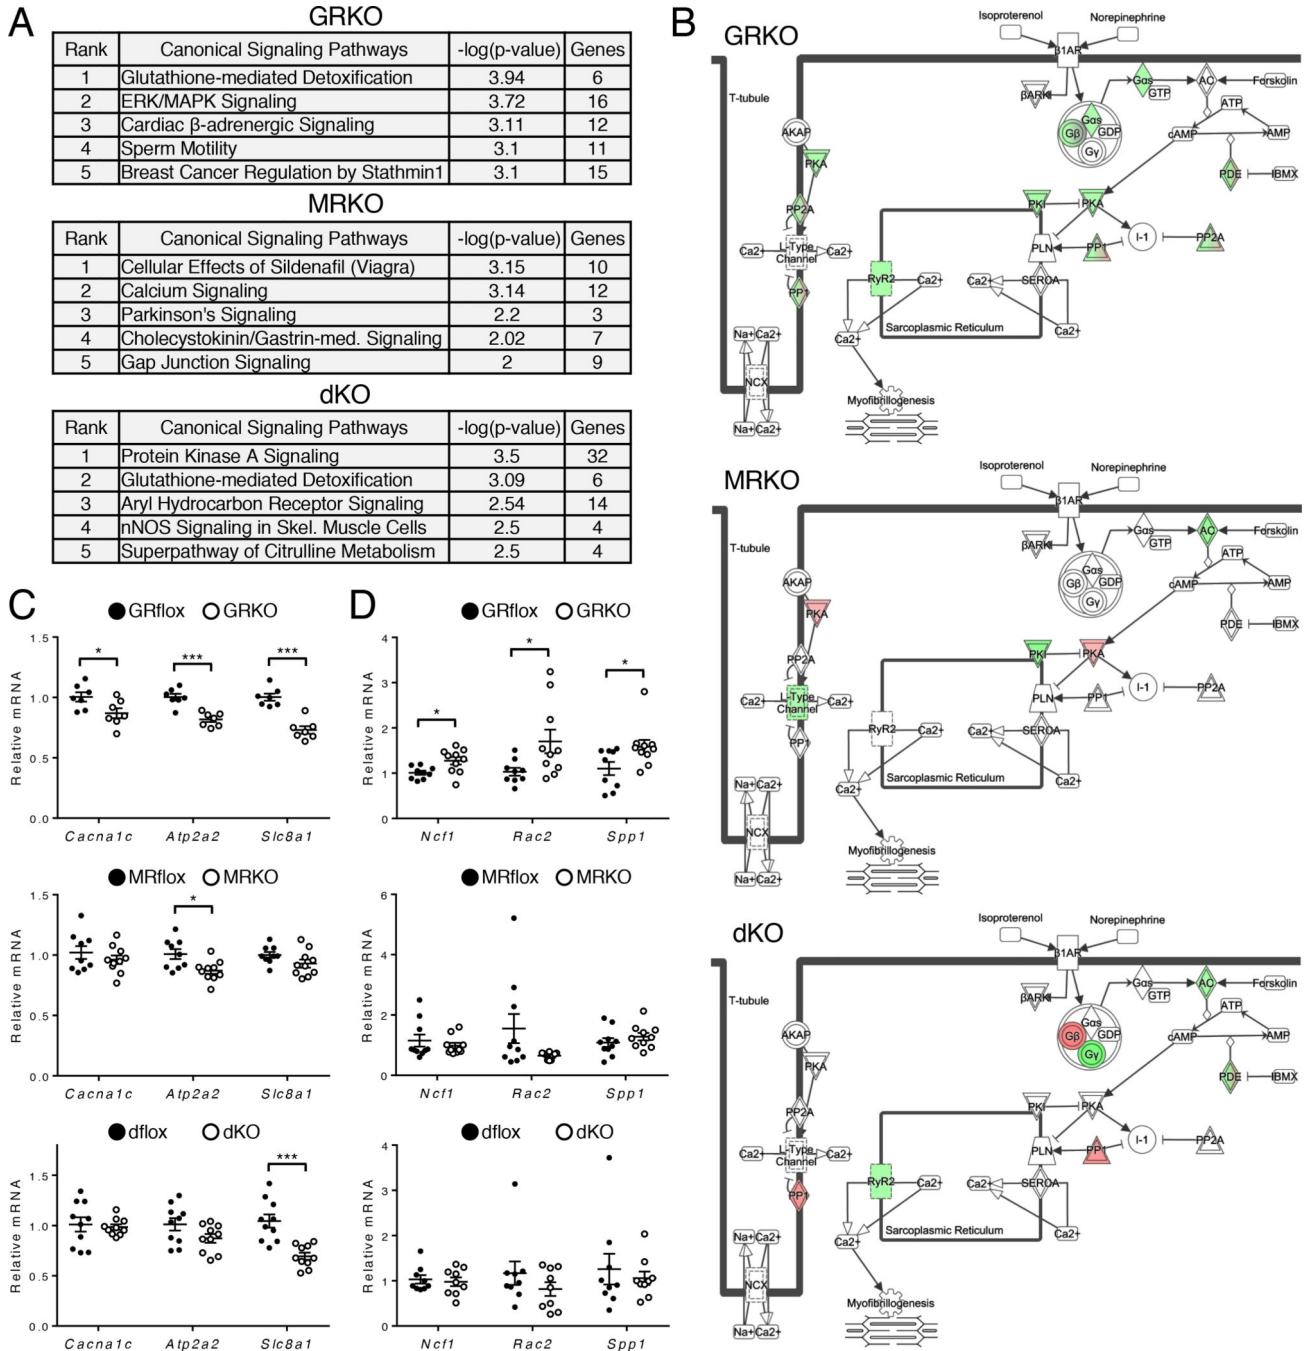 A
GRKO
Rank Canonical Signaling Pathways -log(p-value) Genes
1 Glutathione-mediated Detoxification 3.94 6
2 ERK/MAPK Signaling 3.72 16
3 Cardiac β-adrenergic Signaling 3.11 12
4 Sperm Motility 3.1 11
5 Breast Cancer Regulation by Stathmin1 3.1 15
MRKO
Rank Canonical Signaling Pathways -log(p-value) Genes
1 Cellular Effects of Sildenafil (Viagra) 3.15 10
2 Calcium Signaling 3.14 12
3 Parkinson's Signaling 2.2 3
4 Cholecystokinin/Gastrin-med. Signaling 2.02 7
5 Gap Junction Signaling 2 9
dKO
Rank Canonical Signaling Pathways -log(p-value) Genes
1 Protein Kinase A Signaling 3.5 32
2 Glutathione-mediated Detoxification 3.09 6
3 Aryl Hydrocarbon Receptor Signaling 2.54 14
4 nNOS Signaling in Skel. Muscle Cells 2.5 4
5 Superpathway of Citrulline Metabolism 2.5 4
B
GRKO
Isoproterenol Norepinephrine
β1AR
T-tubule
βARK
Gαs
GTP
AC
Forskolin
ATP
AKAP
Gαs
Gβ
GDP
Gγ
cAMP
AMP
PKA
PDE
IBMX
PP2A
PKI
PKA
Ca2+
L-Type
Channel
Ca2+
PLN
PP1
I-1
PP2A
PP1
RyR2
Ca2+
Ca2+
SERCA
Sarcoplasmic Reticulum
Ca2+
Ca2+
Na+
Ca2+
NCX
Myofibrillogenesis
Na+
Ca2+
MRKO
Isoproterenol Norepinephrine
β1AR
T-tubule
βARK
Gαs
GTP
AC
Forskolin
ATP
AKAP
Gαs
Gβ
GDP
Gγ
cAMP
AMP
PKA
PDE
IBMX
PP2A
PKI
PKA
Ca2+
L-Type
Channel
Ca2+
PLN
PP1
I-1
PP2A
PP1
RyR2
Ca2+
Ca2+
SERCA
Sarcoplasmic Reticulum
Ca2+
Ca2+
Na+
Ca2+
NCX
Myofibrillogenesis
Na+
Ca2+
dKO
Isoproterenol Norepinephrine
β1AR
T-tubule
βARK
Gαs
GTP
AC
Forskolin
ATP
AKAP
Gαs
Gβ
GDP
Gγ
cAMP
AMP
PKA
PDE
IBMX
PP2A
PKI
PKA
Ca2+
L-Type
Channel
Ca2+
PLN
PP1
I-1
PP2A
PP1
RyR2
Ca2+
Ca2+
SERCA
Sarcoplasmic Reticulum
Ca2+
Ca2+
Na+
Ca2+
NCX
Myofibrillogenesis
Na+
Ca2+
C
GRflox GRKO
Relative mRNA
1.5
1.0
0.5
0.0
* *** ***
Cacna1c Atp2a2 Slc8a1
MRflox MRKO
Relative mRNA
1.5
1.0
0.5
0.0
*
Cacna1c Atp2a2 Slc8a1
dflox dKO
Relative mRNA
1.5
1.0
0.5
0.0
***
Cacna1c Atp2a2 Slc8a1
D
GRflox GRKO
Relative mRNA
4
3
2
1
0
* * *
Ncf1 Rac2 Spp1
MRflox MRKO
Relative mRNA
6
4
2
0
Ncf1 Rac2 Spp1
dflox dKO
Relative mRNA
4
3
2
1
0
Ncf1 Rac2 Spp1